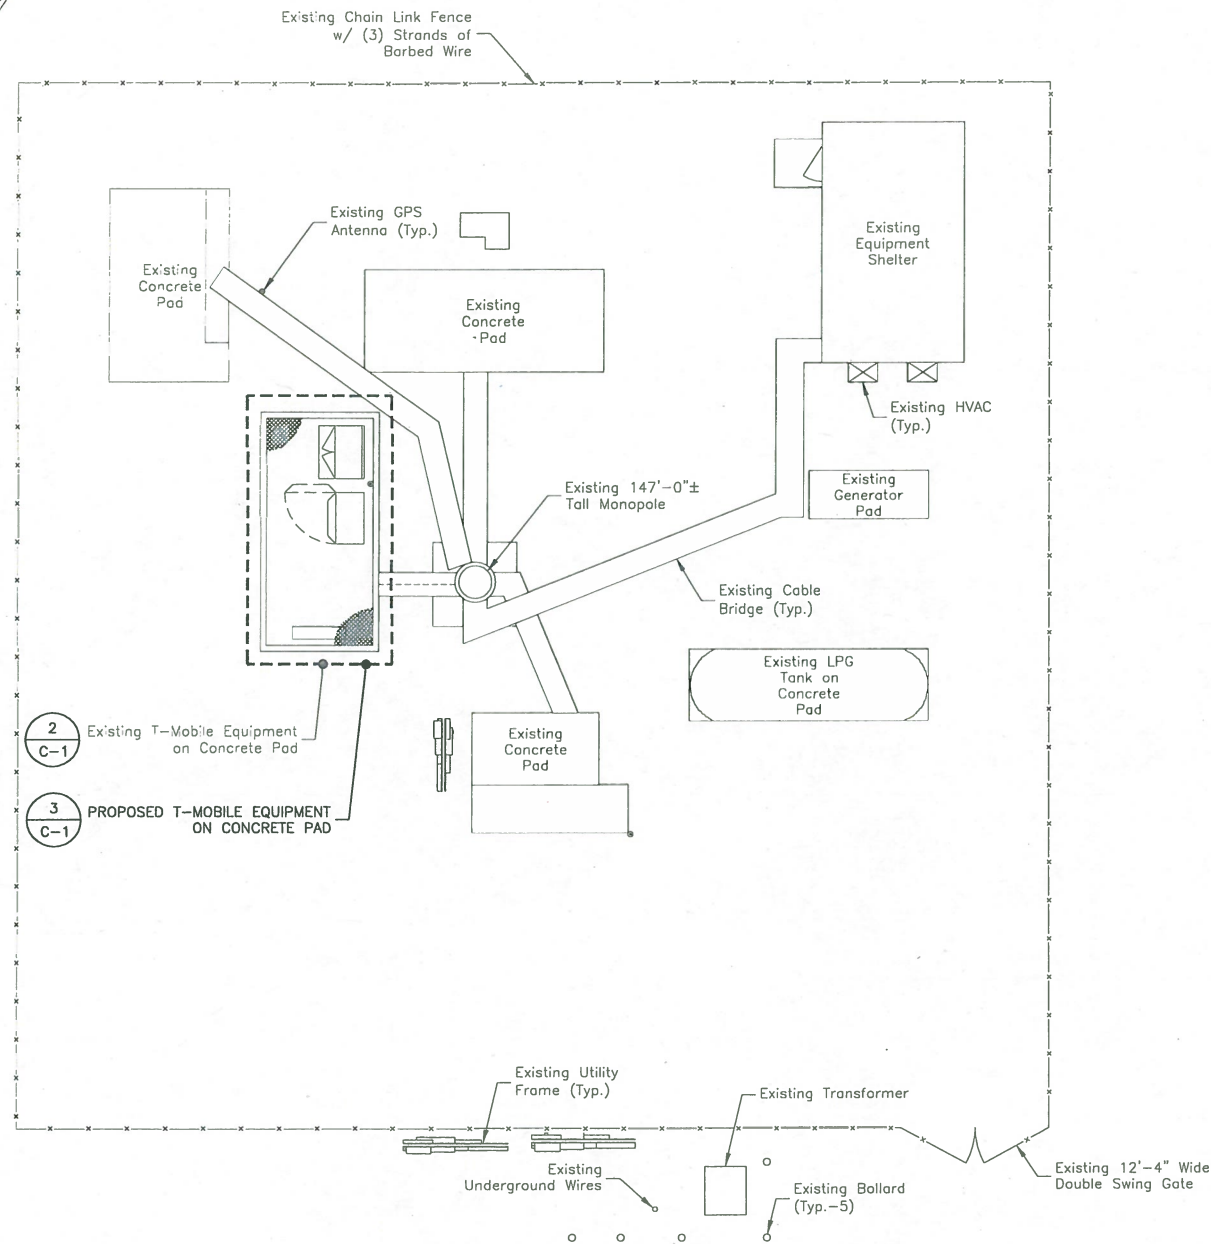 Existing Chain Link Fence
w/ (3) Strands of
Barbed Wire
Existing GPS
Antenna (Typ.)
Existing
Concrete
Pad
Existing
Concrete
Pad
Existing
Equipment
Shelter
Existing HVAC
(Typ.)
Existing
Generator
Pad
Existing 147'-0"±
Tall Monopole
Existing Cable
Bridge (Typ.)
Existing LPG
Tank on
Concrete
Pad
2
C-1
Existing T-Mobile Equipment
on Concrete Pad
Existing
Concrete
Pad
3
C-1
PROPOSED T-MOBILE EQUIPMENT
ON CONCRETE PAD
Existing Utility
Frame (Typ.)
Existing Transformer
Existing
Underground Wires
Existing Bollard
(Typ.-5)
Existing 12'-4" Wide
Double Swing Gate